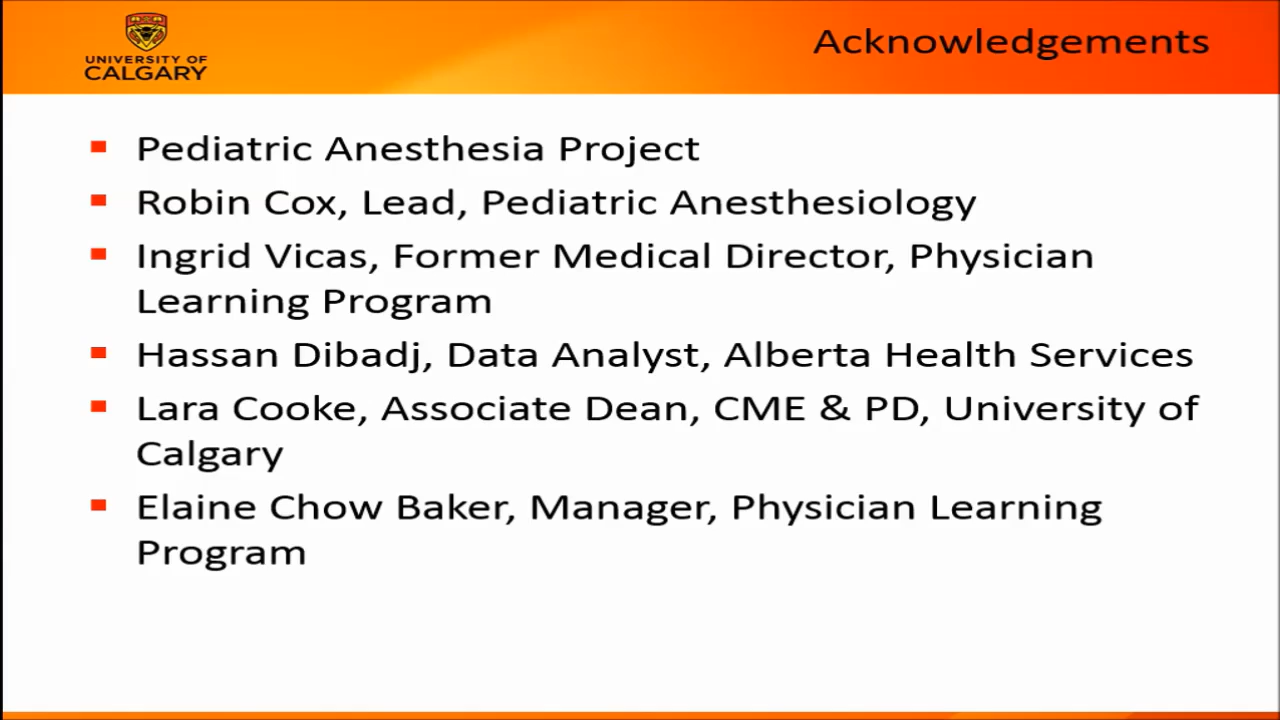 UNIVERSITY OF
CALGARY
Acknowledgements
Pediatric Anesthesia Project
Robin Cox, Lead, Pediatric Anesthesiology
Ingrid Vicas, Former Medical Director, Physician
Learning Program
Hassan Dibadj, Data Analyst, Alberta Health Services
Lara Cooke, Associate Dean, CME & PD, University of
Calgary
Elaine Chow Baker, Manager, Physician Learning
Program